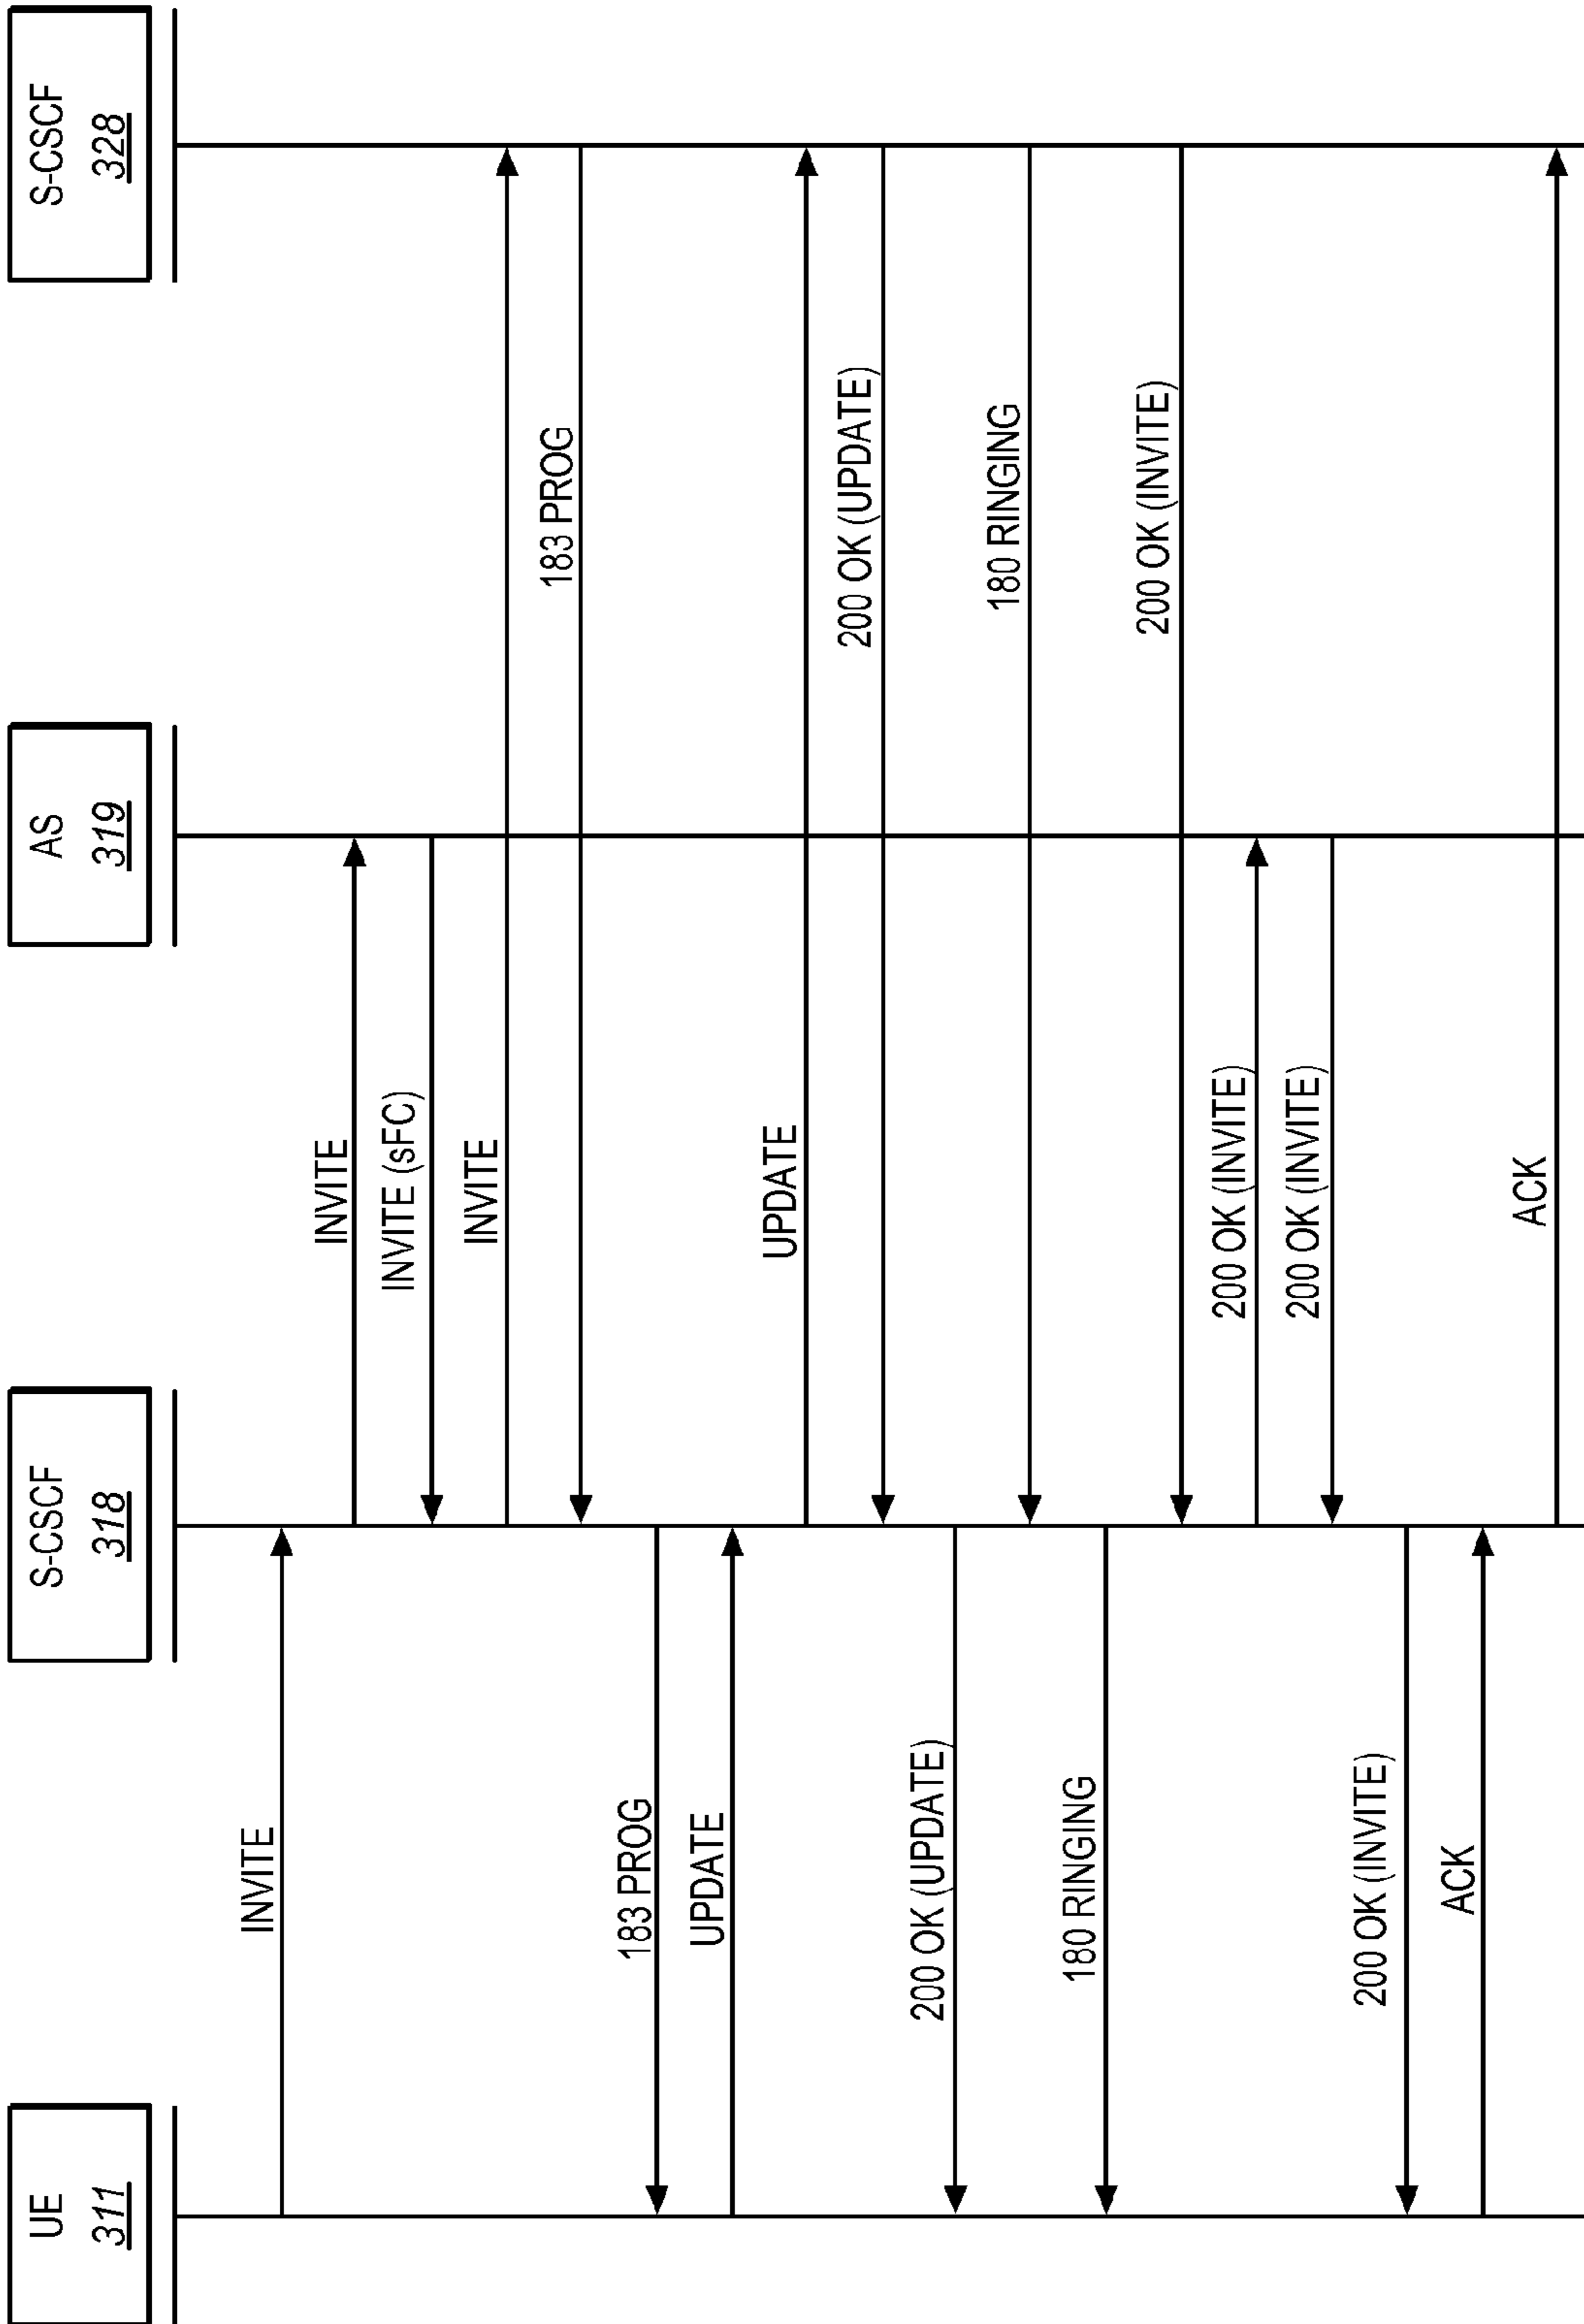 UE
311
S-CSCF
318
AS
319
S-CSCF
328
INVITE
INVITE
INVITE (sFC)
INVITE
183 PROG
183 PROG
UPDATE
UPDATE
200 OK (UPDATE)
200 OK (UPDATE)
180 RINGING
180 RINGING
200 OK (INVITE)
200 OK (INVITE)
200 OK (INVITE)
200 OK (INVITE)
ACK
ACK